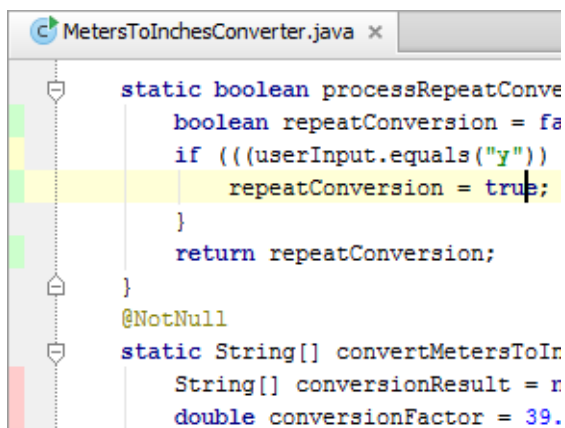 MetersToInchesConverter.java ×
static boolean processRepeatConve
boolean repeatConversion = fa
if (((userInput.equals("y"))
repeatConversion = true;
}
return repeatConversion;
}
@NotNull
static String[] convertMetersToIn
String[] conversionResult = n
double conversionFactor = 39.